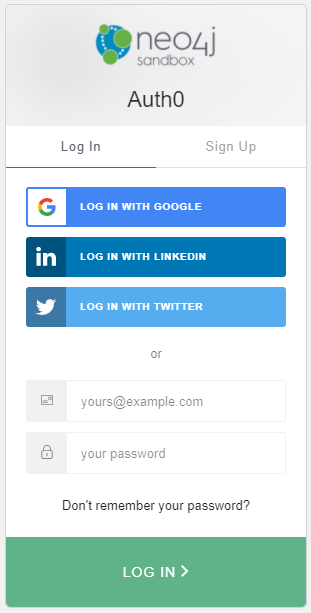 neo4j
sandbox
Auth0
Log In
Sign Up
LOG IN WITH GOOGLE
LOG IN WITH LINKEDIN
LOG IN WITH TWITTER
or
yours@example.com
your password
Don't remember your password?
LOG IN